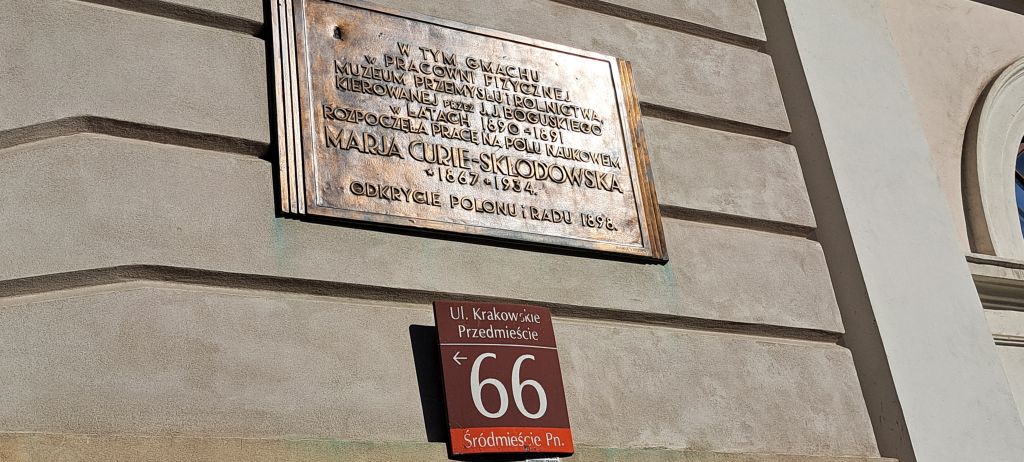 W TYM GMACHU
W PRACOWNI FIZYCZNEJ
MUZEUM PRZEMYSŁU I ROLNICTWA,
KIEROWANEJ PRZEZ J.J. BOGUSKIEGO
W LATACH 1890-1891
ROZPOCZĘŁA PRACĘ NA POLU NAUKOWEM
MARJA CURIE-SKŁODOWSKA
*1867*1934.
ODKRYCIE POLONU I RADU 1898.
Ul. Krakowskie
Przedmieście
← 66
Śródmieście Pn.